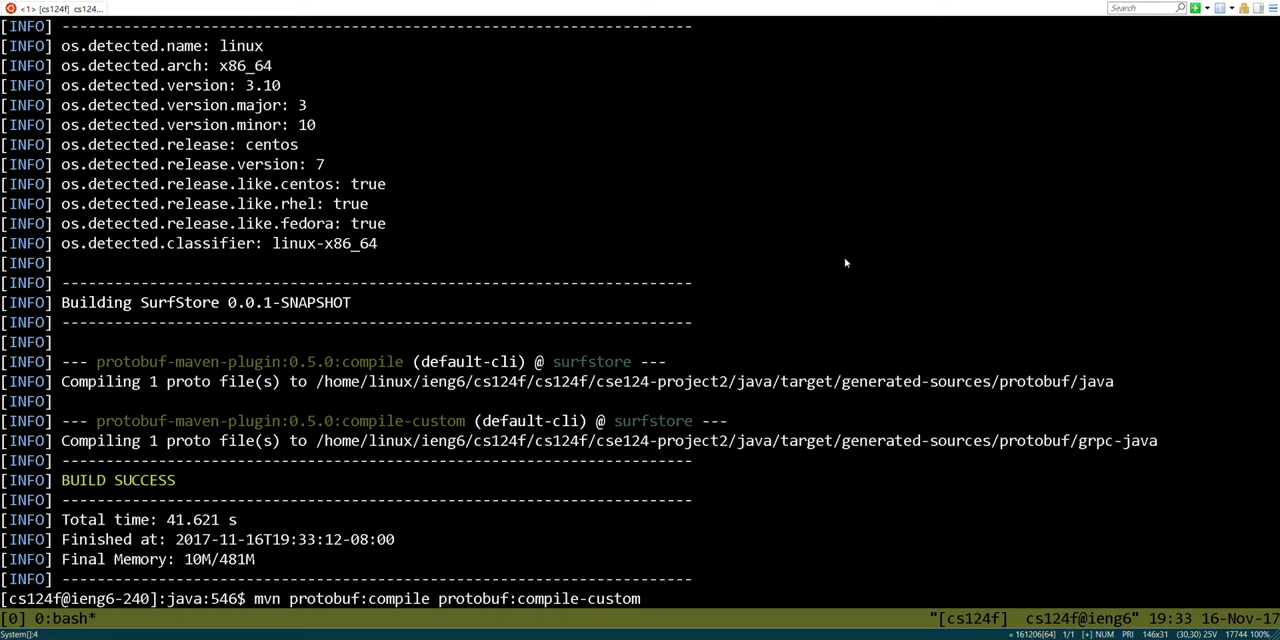 <1> [cs124f] cs124...
Search
[INFO] ------------------------------------------------------------------------
[INFO] os.detected.name: linux
[INFO] os.detected.arch: x86_64
[INFO] os.detected.version: 3.10
[INFO] os.detected.version.major: 3
[INFO] os.detected.version.minor: 10
[INFO] os.detected.release: centos
[INFO] os.detected.release.version: 7
[INFO] os.detected.release.like.centos: true
[INFO] os.detected.release.like.rhel: true
[INFO] os.detected.release.like.fedora: true
[INFO] os.detected.classifier: linux-x86_64
[INFO]
[INFO] ------------------------------------------------------------------------
[INFO] Building SurfStore 0.0.1-SNAPSHOT
[INFO] ------------------------------------------------------------------------
[INFO]
[INFO] --- protobuf-maven-plugin:0.5.0:compile (default-cli) @ surfstore ---
[INFO] Compiling 1 proto file(s) to /home/linux/ieng6/cs124f/cs124f/cse124-project2/java/target/generated-sources/protobuf/java
[INFO]
[INFO] --- protobuf-maven-plugin:0.5.0:compile-custom (default-cli) @ surfstore ---
[INFO] Compiling 1 proto file(s) to /home/linux/ieng6/cs124f/cs124f/cse124-project2/java/target/generated-sources/protobuf/grpc-java
[INFO] ------------------------------------------------------------------------
[INFO] BUILD SUCCESS
[INFO] ------------------------------------------------------------------------
[INFO] Total time: 41.621 s
[INFO] Finished at: 2017-11-16T19:33:12-08:00
[INFO] Final Memory: 10M/481M
[INFO] ------------------------------------------------------------------------
[cs124f@ieng6-240]:java:546$ mvn protobuf:compile protobuf:compile-custom
[0] 0:bash* "[cs124f] cs124f@ieng6" 19:33 16-Nov-17
System[]:4 « 161206[64] 1/1 [+] NUM PRI 146x31 (30,30) 25V 17744 100%